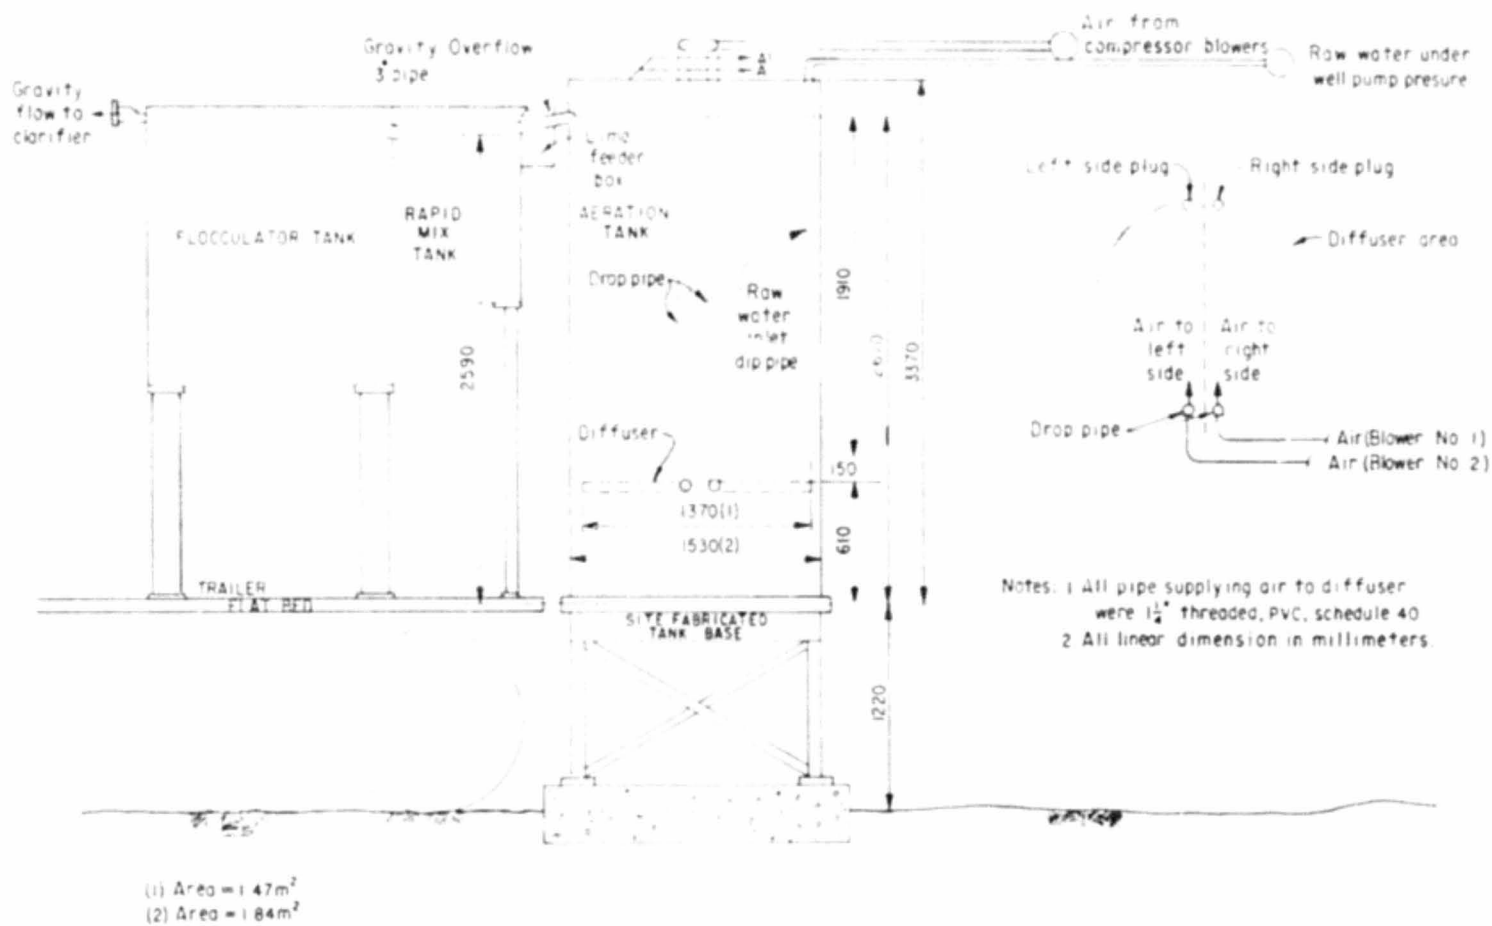 Gravity Overflow
3" pipe
Gravity
flow to
clarifier
Air from
compressor blowers
Raw water under
well pump presure
feeder
box
FLOCCULATOR TANK
RAPID
MIX
TANK
AERATION
TANK
Drop pipe
Raw
water
inlet
dip pipe
Left side plug
Right side plug
Diffuser area
Air to
left
side
Air to
right
side
Drop pipe
Air (Blower No 1)
Air (Blower No 2)
Diffuser
2590
1910
3370
150
610
1370(1)
1530(2)
1220
TRAILER
FLAT BED
SITE FABRICATED
TANK BASE
Notes: 1 All pipe supplying air to diffuser
were 1¼" threaded, PVC, schedule 40
2 All linear dimension in millimeters.
(1) Area = 1.47m²
(2) Area = 1.84m²